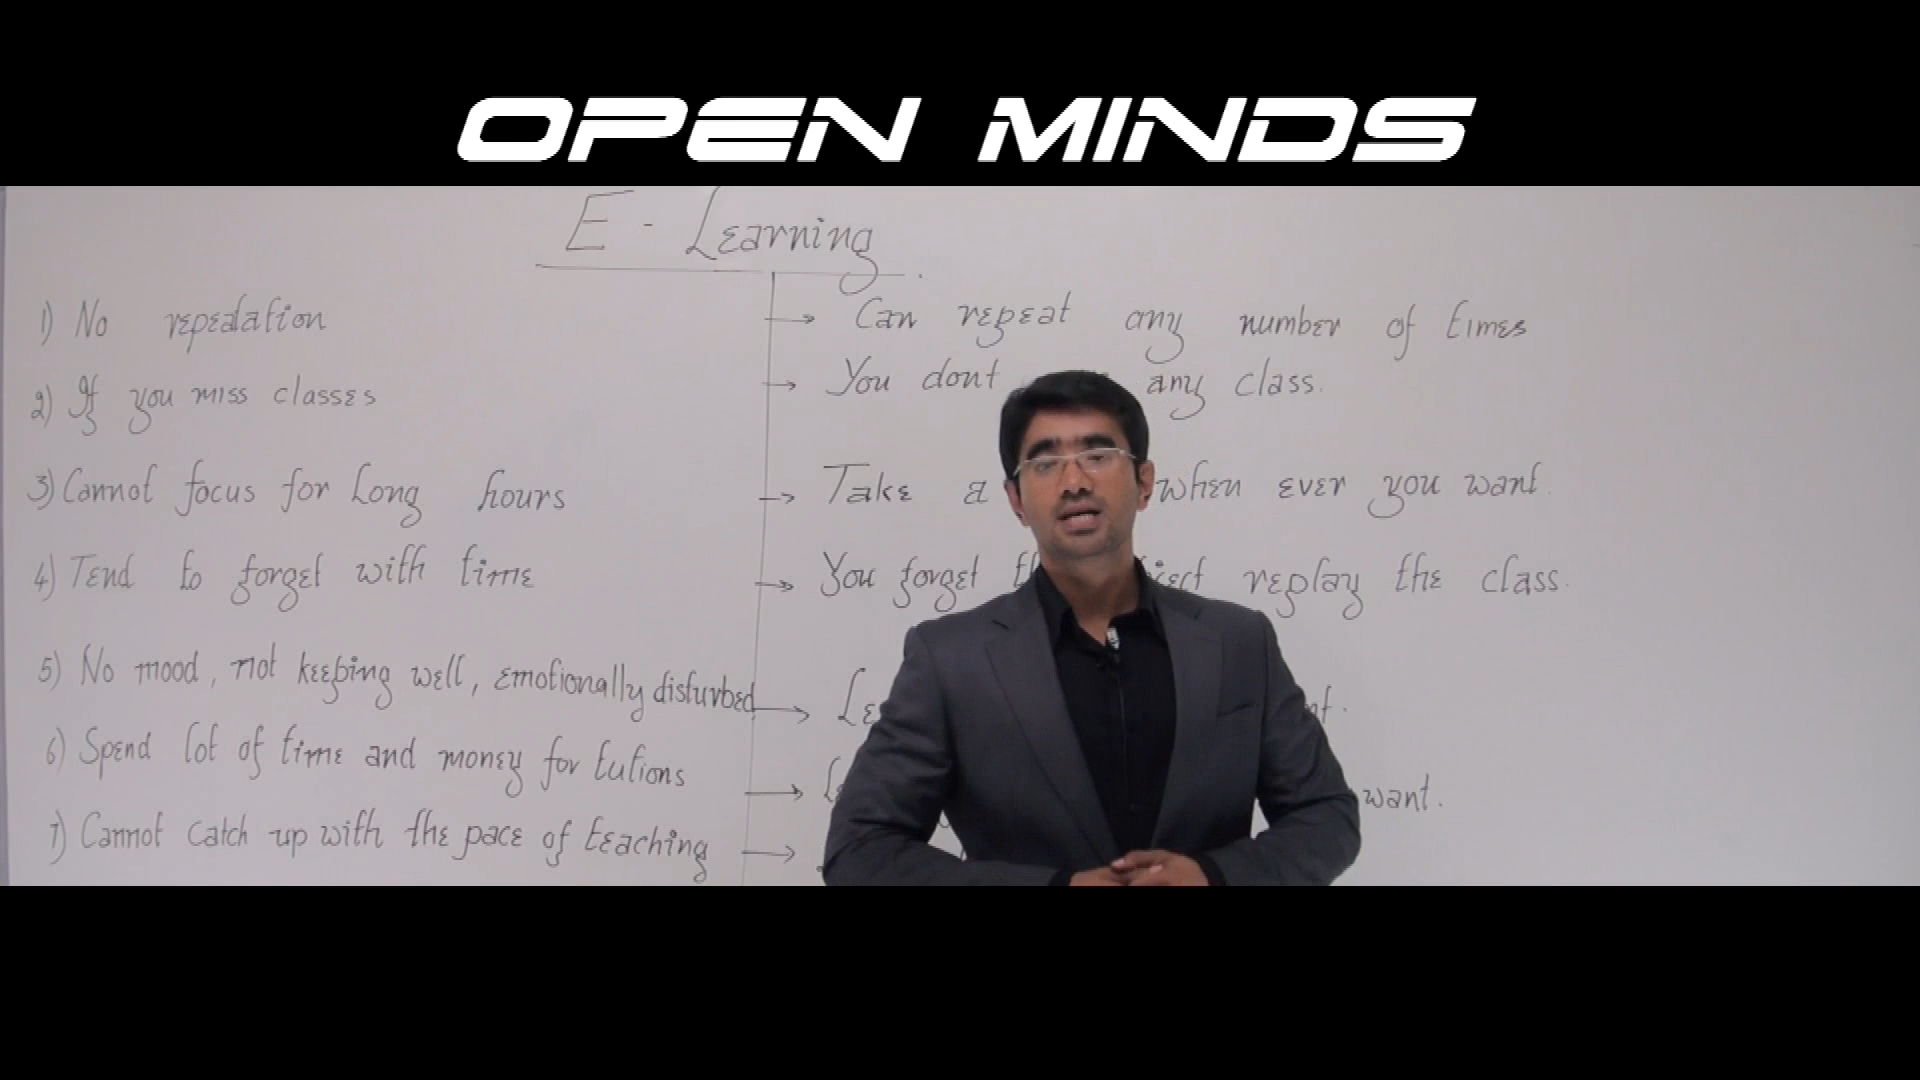 OPEN MINDS
E - Learning
1) No repeatation
Can repeat any number of times
2) If you miss classes
You dont any class.
3) Cannot focus for Long hours
Take a when ever you want.
4) Tend to forget with time
You forget replay the class.
5) No mood, not keeping well, emotionally disturbed
6) Spend lot of time and money for tutions
want.
7) Cannot catch up with the pace of teaching